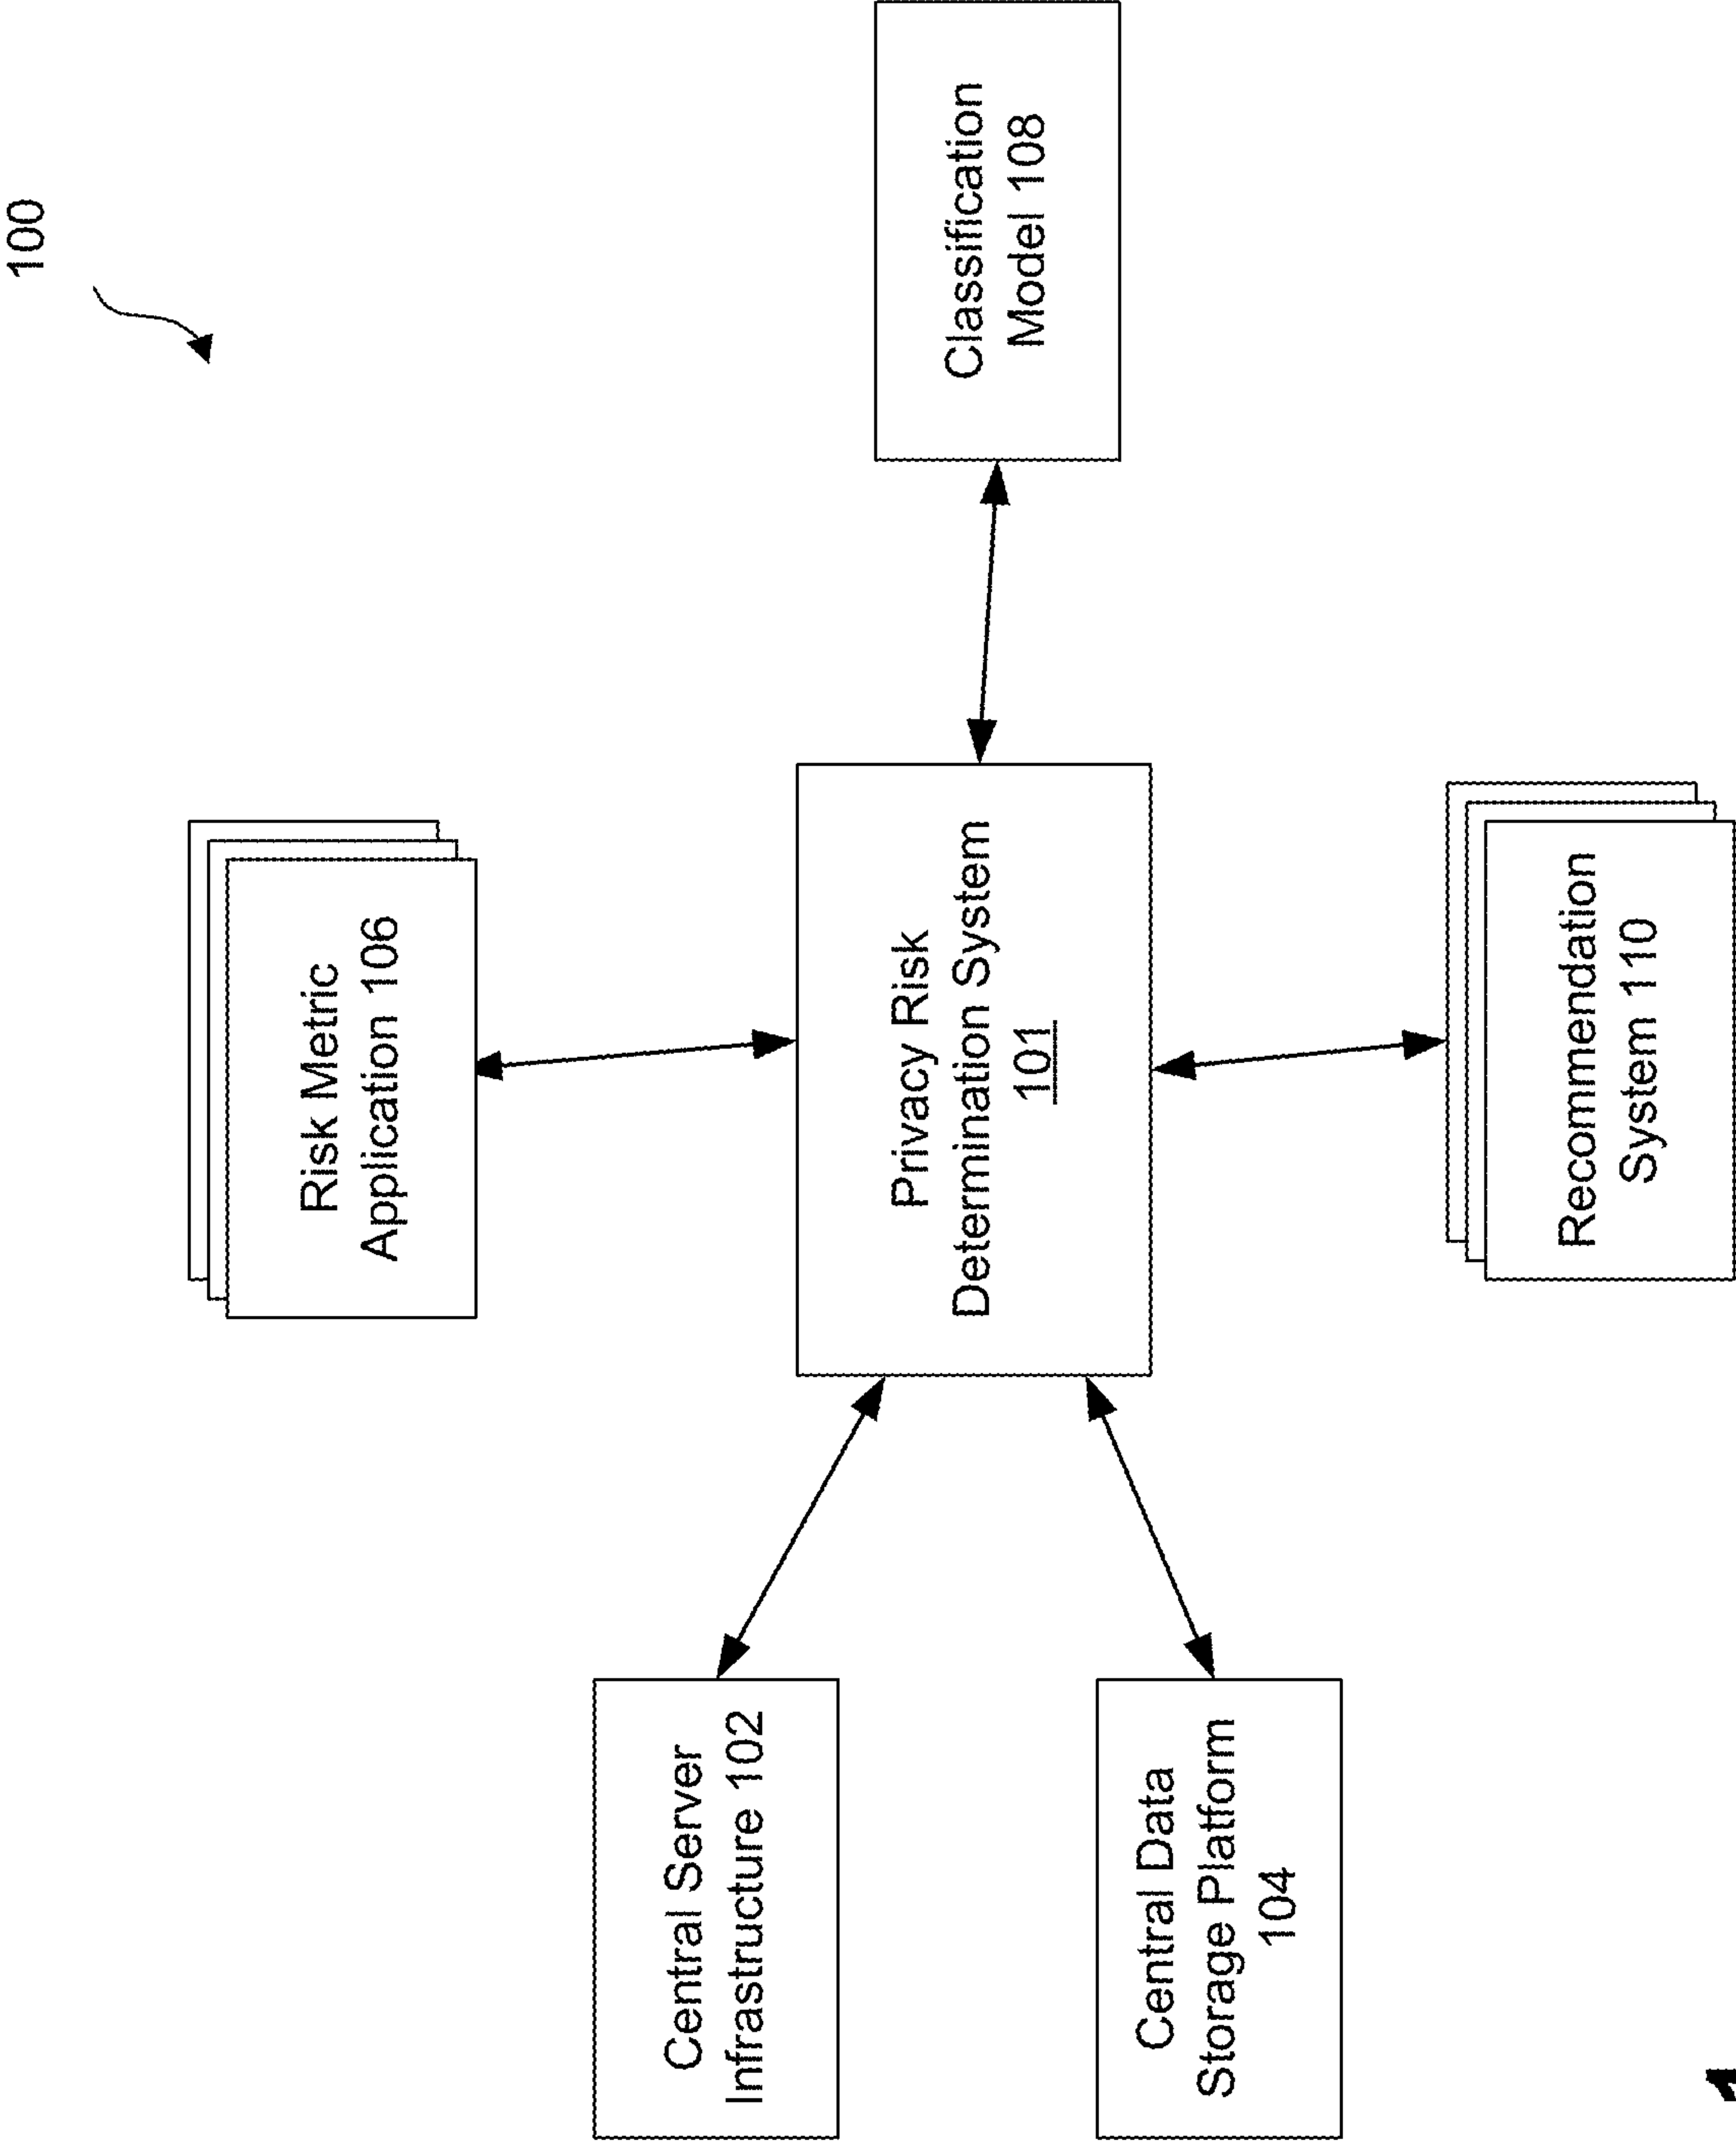 100
Risk Metric
Application 106
Central Server
Infrastructure 102
Privacy Risk
Determination System
101
Classification
Model 108
Central Data
Storage Platform
104
Recommendation
System 110
1